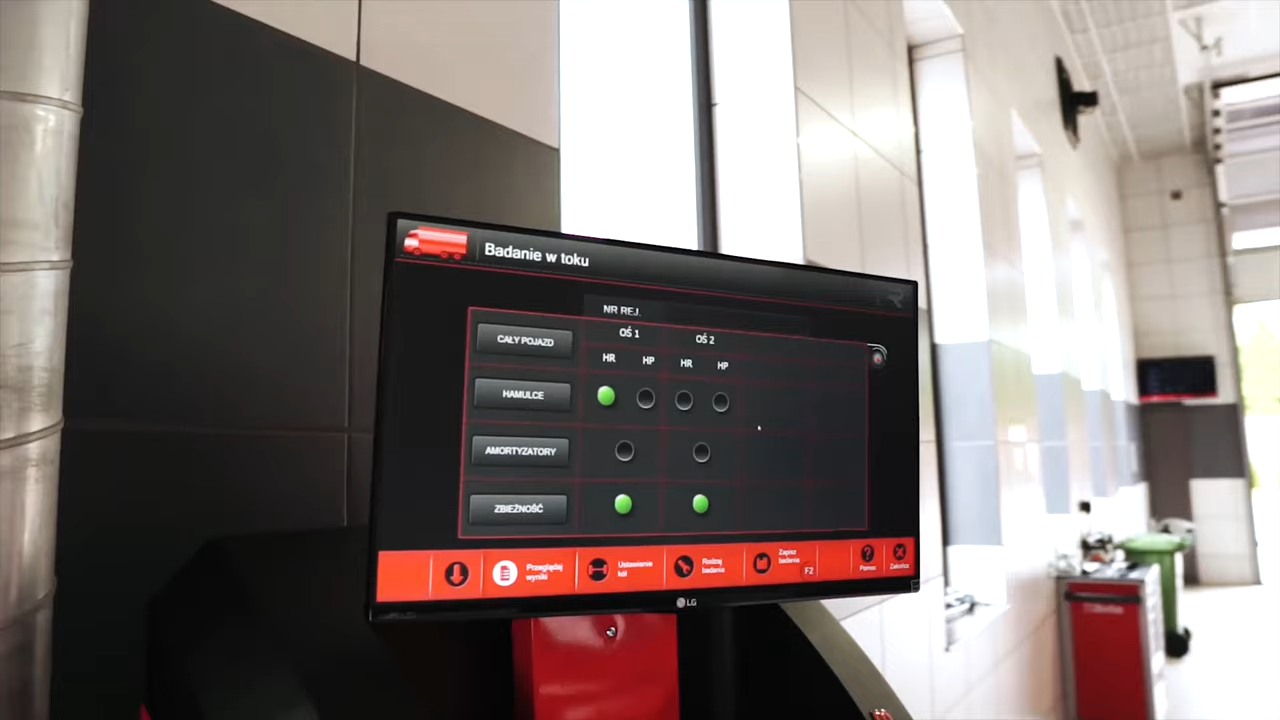 Badanie w toku
NR REJ.
CAŁY POJAZD
OŚ 1
OŚ 2
HR
HP
HR
HP
HAMULCE
AMORTYZATORY
ZBIEŻNOŚĆ
Przeglądaj
wyniki
Ustawienie
kół
Rodzaj
badania
Zapisz
badanie
F2
Pomoc
Zakończ
LG